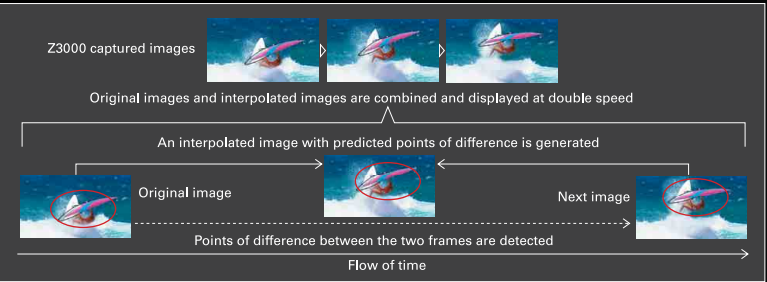 Z3000 captured images
Original images and interpolated images are combined and displayed at double speed
An interpolated image with predicted points of difference is generated
Original image
Next image
Points of difference between the two frames are detected
Flow of time